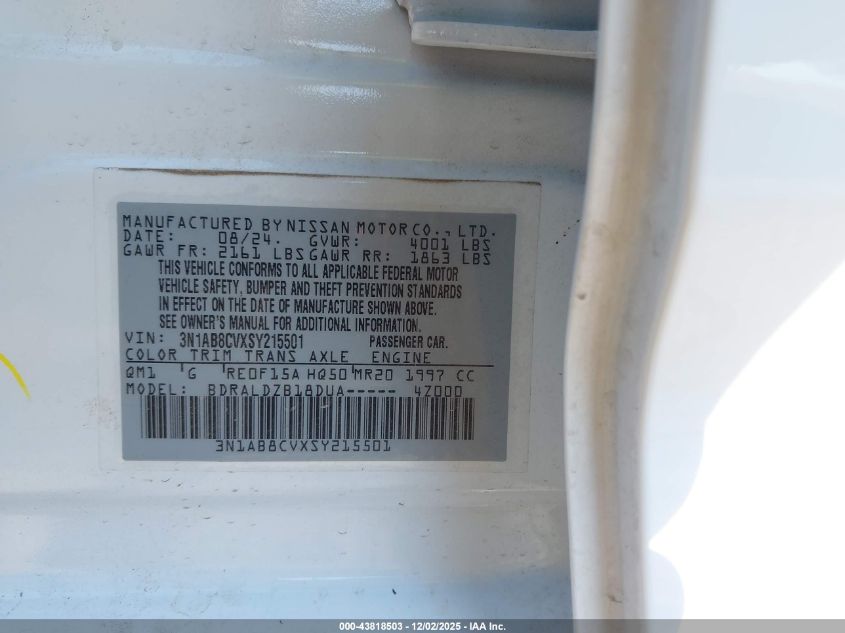 MANUFACTURED BY NISSAN MOTOR CO., LTD.
DATE: 08/24. GVWR: 4001 LBS
GAWR FR: 2161 LBS GAWR RR: 1863 LBS
THIS VEHICLE CONFORMS TO ALL APPLICABLE FEDERAL MOTOR
VEHICLE SAFETY, BUMPER AND THEFT PREVENTION STANDARDS
IN EFFECT ON THE DATE OF MANUFACTURE SHOWN ABOVE.
SEE OWNER'S MANUAL FOR ADDITIONAL INFORMATION.
VIN: 3N1AB8CVXSY215501 PASSENGER CAR.
COLOR TRIM TRANS AXLE ENGINE
QM1 G RE0F15A HQ50 MR20 1997 CC
MODEL: BDRALDZB18DUA----- 4Z000
3N1AB8CVXSY215501
000-43818503 - 12/02/2025 - IAA Inc.